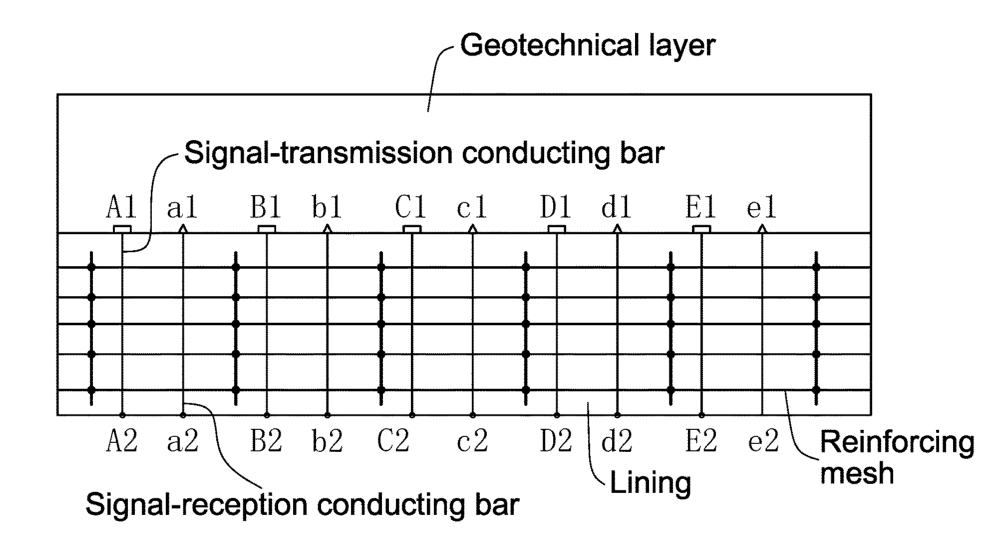 Geotechnical layer
Signal-transmission conducting bar
A1 a1 B1 b1 C1 c1 D1 d1 E1 e1
A2 a2 B2 b2 C2 c2 D2 d2 E2 e2
Reinforcing
mesh
Lining
Signal-reception conducting bar